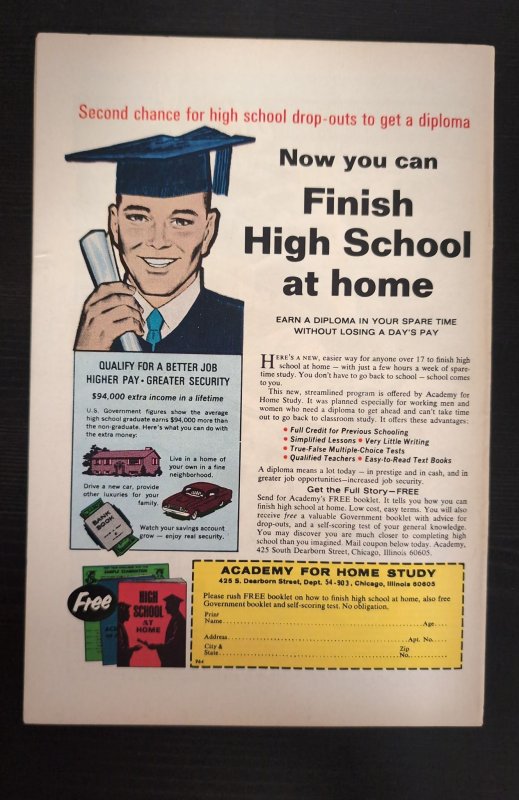 Second chance for high school drop-outs to get a diploma
Now you can
Finish
High School
at home
EARN A DIPLOMA IN YOUR SPARE TIME
WITHOUT LOSING A DAY'S PAY
QUALIFY FOR A BETTER JOB
HIGHER PAY • GREATER SECURITY
$94,000 extra income in a lifetime
U.S. Government figures show the average
high school graduate earns $94,000 more than
the non-graduate. Here's what you can do with
the extra money:
Live in a home of
your own in a fine
neighborhood.
Drive a new car, provide
other luxuries for your
family.
BANK
BOOK
Watch your savings account
grow — enjoy real security.
HERE'S A NEW, easier way for anyone over 17 to finish high
school at home — with just a few hours a week of spare-
time study. You don't have to go back to school — school comes
to you.
This new, streamlined program is offered by Academy for
Home Study. It was planned especially for working men and
women who need a diploma to get ahead and can't take time
out to go back to classroom study. It offers these advantages:
• Full Credit for Previous Schooling
• Simplified Lessons • Very Little Writing
• True-False Multiple-Choice Tests
• Qualified Teachers • Easy-to-Read Text Books
A diploma means a lot today — in prestige and in cash, and in
greater job opportunities—increased job security.
Get the Full Story—FREE
Send for Academy's FREE booklet. It tells you how you can
finish high school at home. Low cost, easy terms. You will also
receive free a valuable Government booklet with advice for
drop-outs, and a self-scoring test of your general knowledge.
You may discover you are much closer to completing high
school than you imagined. Mail coupon below today. Academy,
425 South Dearborn Street, Chicago, Illinois 60605.
Free
HIGH
SCHOOL
AT
HOME
ACADEMY FOR HOME STUDY
425 S. Dearborn Street, Dept. 54-903, Chicago, Illinois 60605
Please rush FREE booklet on how to finish high school at home, also free
Government booklet and self-scoring test. No obligation.
Print
Name Age
Address Apt. No.
City & Zip
State No.